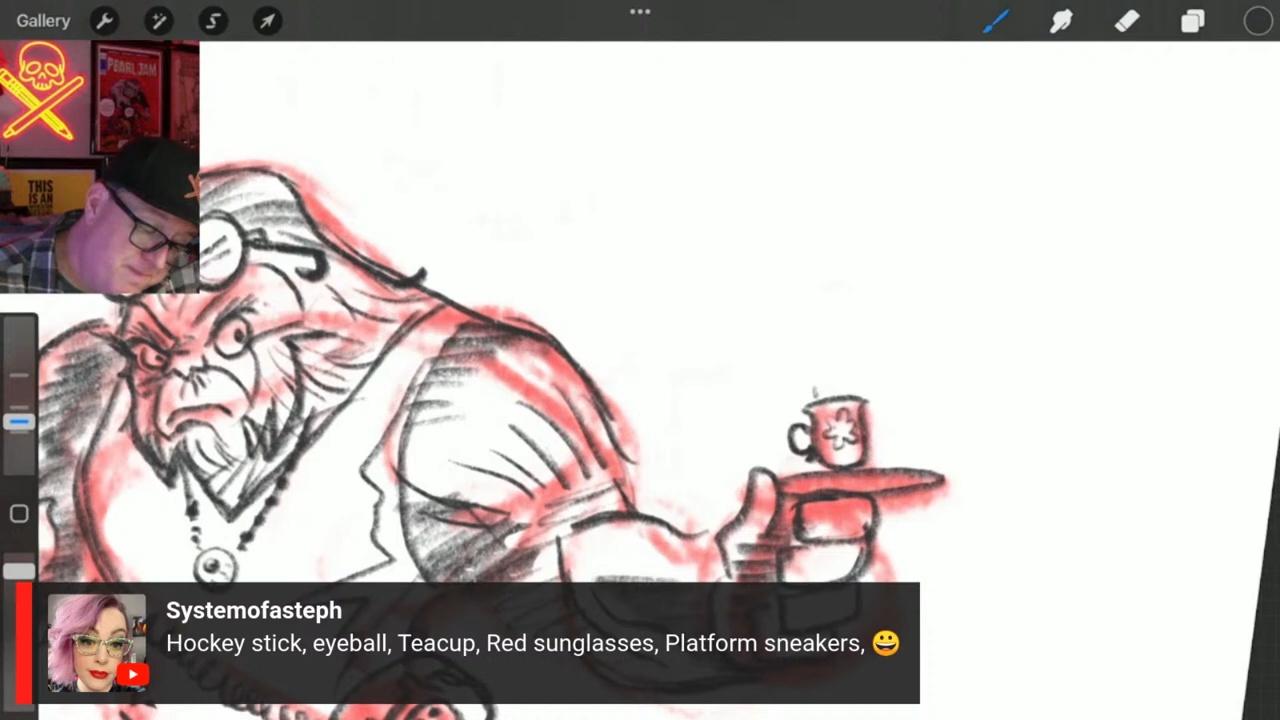 Gallery
PEARL JAM
THIS
IS AN
Systemofasteph
Hockey stick, eyeball, Teacup, Red sunglasses, Platform sneakers, 😀